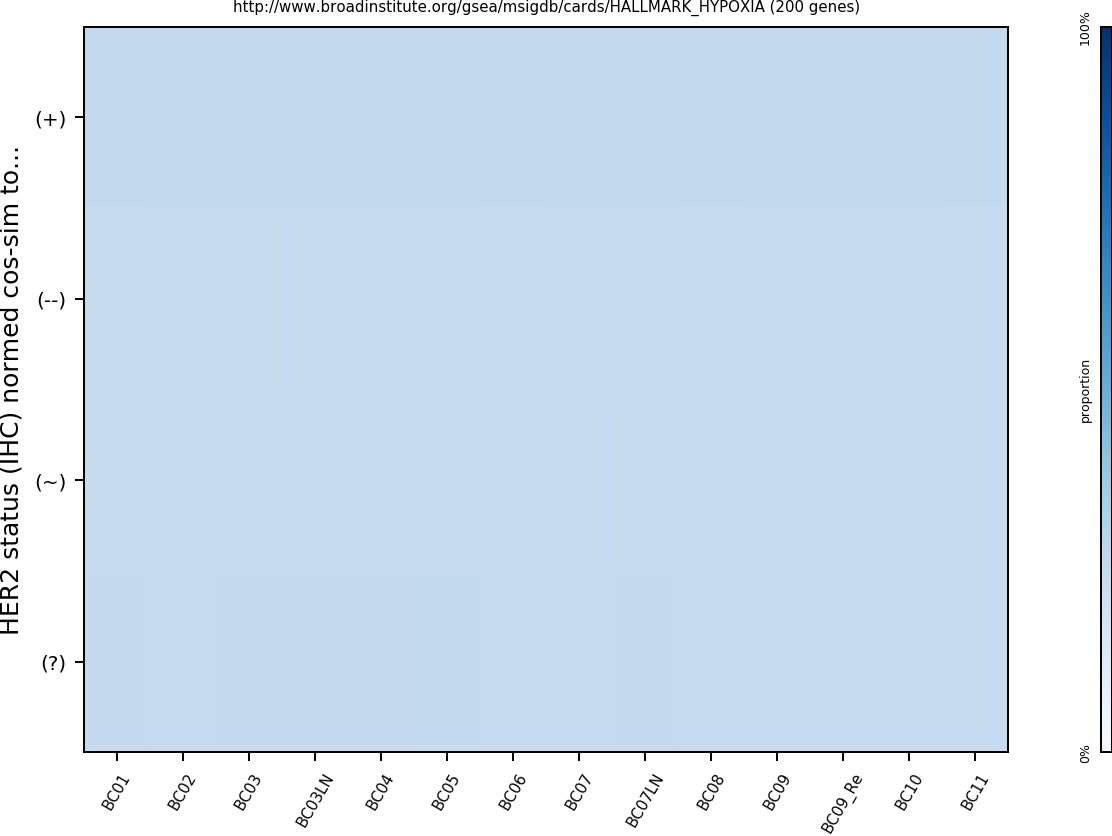 http://www.broadinstitute.org/gsea/msigdb/cards/HALLMARK_HYPOXIA (200 genes)
HER2 status (IHC) normed cos-sim to...
(+)
(--)
(~)
(?)
BC01
BC02
BC03
BC03LN
BC04
BC05
BC06
BC07
BC07LN
BC08
BC09
BC09_Re
BC10
BC11
100%
proportion
0%